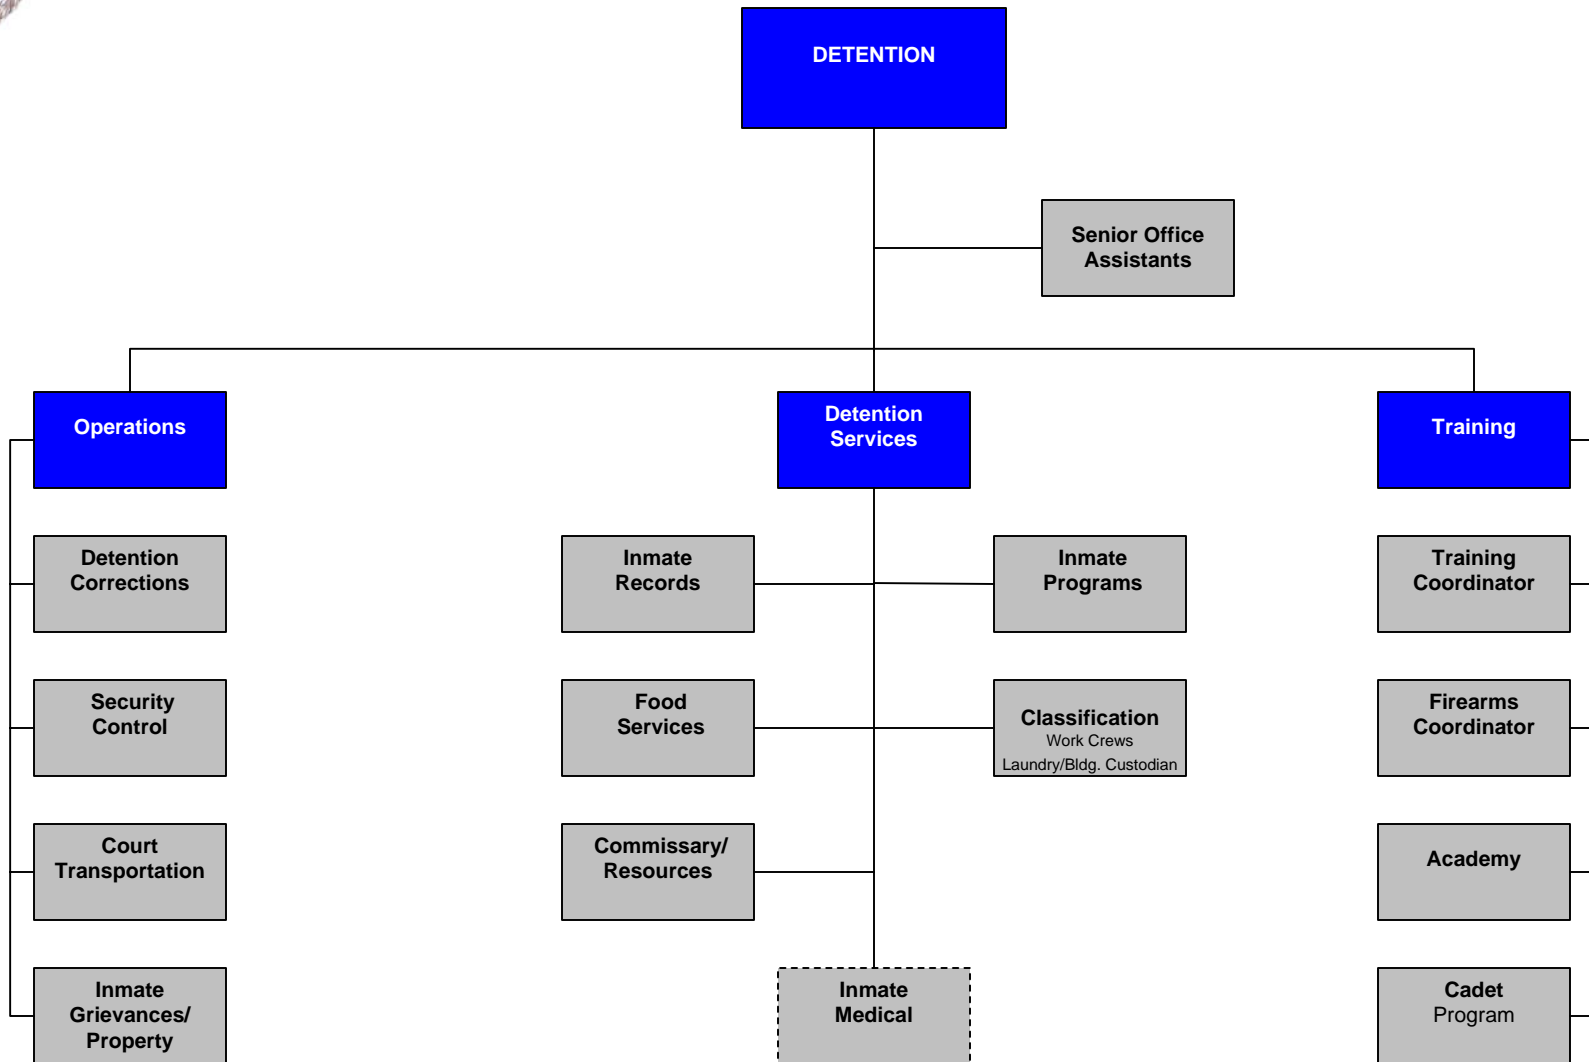 DETENTION
Senior Office
Assistants
Operations
Detention
Services
Training
Detention
Corrections
Inmate
Records
Inmate
Programs
Training
Coordinator
Security
Control
Food
Services
Classification
Work Crews
Laundry/Bldg. Custodian
Firearms
Coordinator
Court
Transportation
Commissary/
Resources
Academy
Inmate
Grievances/
Property
Inmate
Medical
Cadet
Program